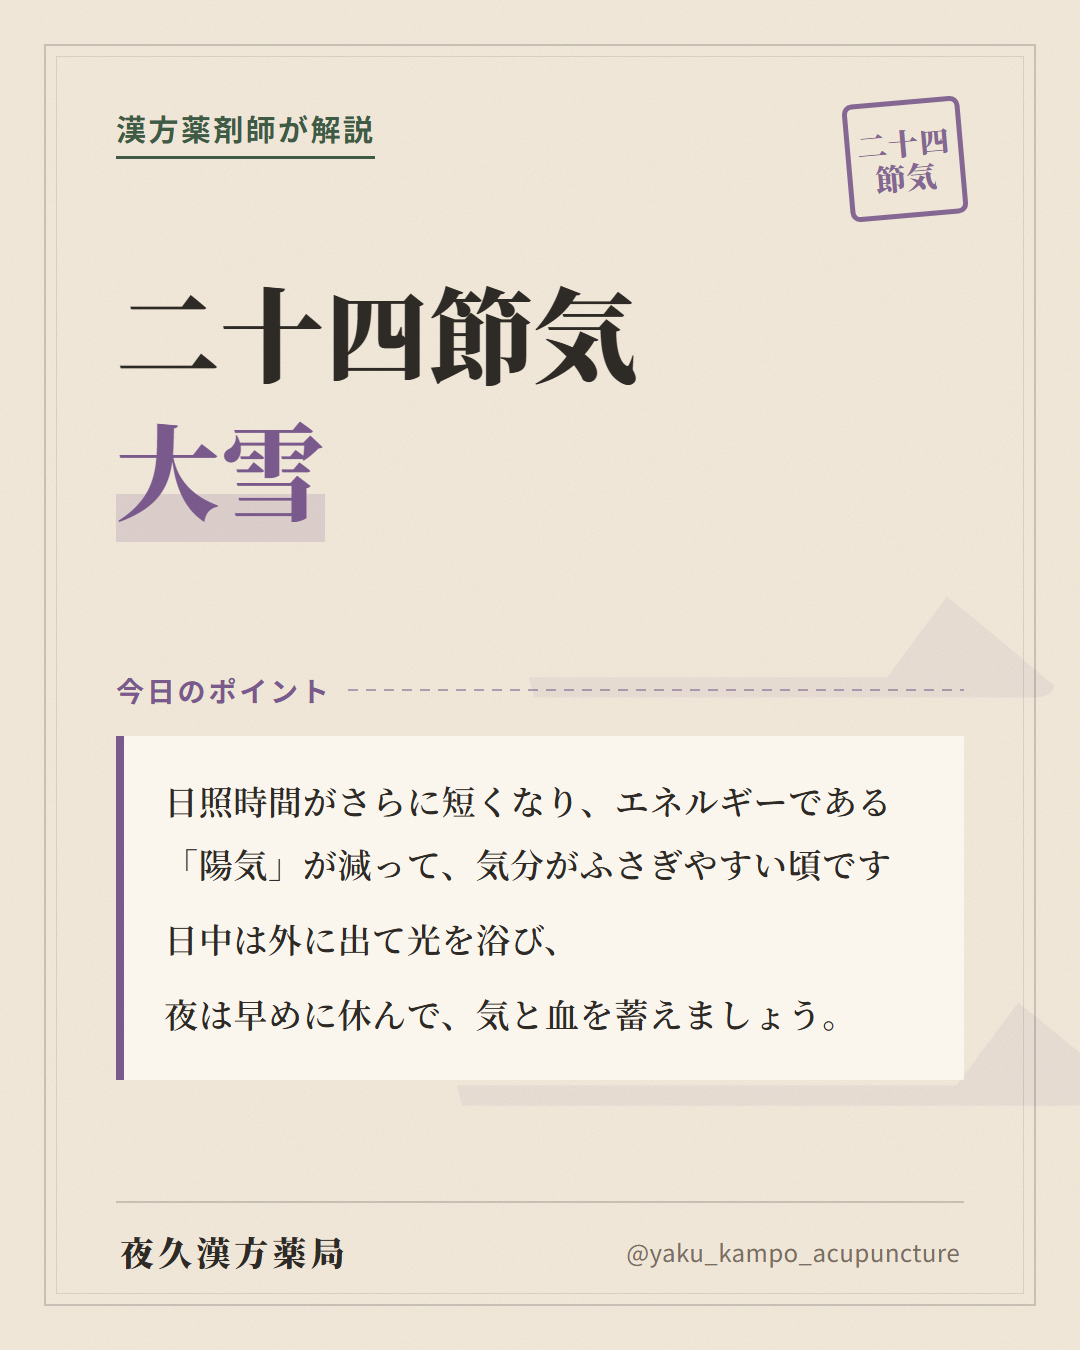 漢方薬剤師が解説
二十四
節気
二十四節気
大雪
今日のポイント
日照時間がさらに短くなり、エネルギーである
「陽気」が減って、気分がふさぎやすい頃です
日中は外に出て光を浴び、
夜は早めに休んで、気と血を蓄えましょう。
夜久漢方薬局
@yaku_kampo_acupuncture